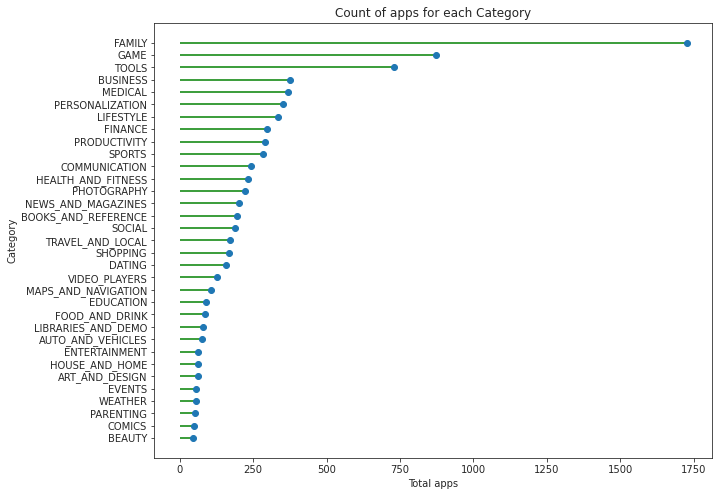 Count of apps for each Category
FAMILY
GAME
TOOLS
BUSINESS
MEDICAL
PERSONALIZATION
LIFESTYLE
FINANCE
PRODUCTIVITY
SPORTS
COMMUNICATION
HEALTH_AND_FITNESS
PHOTOGRAPHY
NEWS_AND_MAGAZINES
BOOKS_AND_REFERENCE
SOCIAL
TRAVEL_AND_LOCAL
SHOPPING
DATING
VIDEO_PLAYERS
MAPS_AND_NAVIGATION
EDUCATION
FOOD_AND_DRINK
LIBRARIES_AND_DEMO
AUTO_AND_VEHICLES
ENTERTAINMENT
HOUSE_AND_HOME
ART_AND_DESIGN
EVENTS
WEATHER
PARENTING
COMICS
BEAUTY
Category
0 250 500 750 1000 1250 1500 1750
Total apps